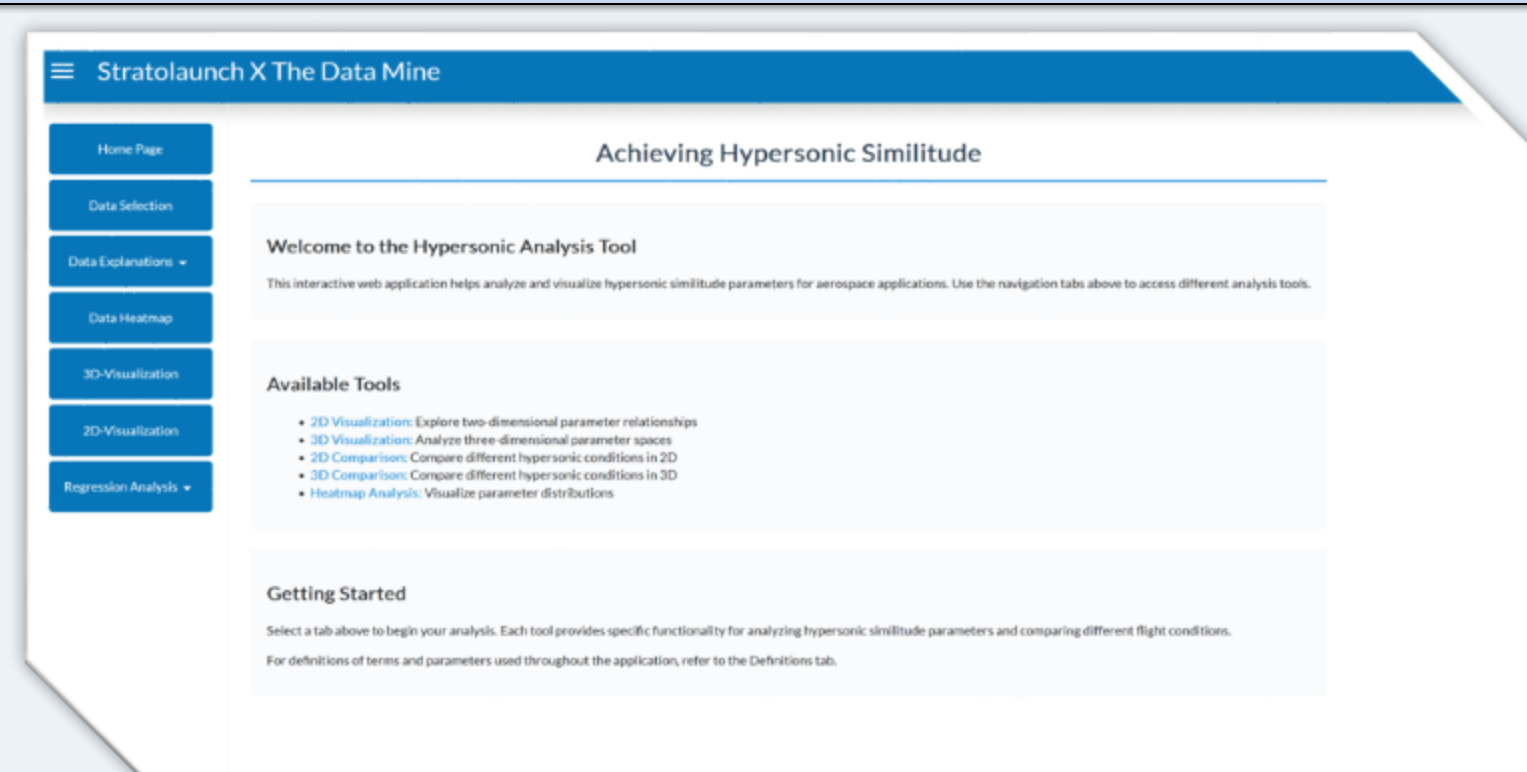 Stratolaunch X The Data Mine
Home Page
Data Selection
Data Explanations
Data Heatmap
3D-Visualization
2D-Visualization
Regression Analysis
Achieving Hypersonic Similitude
Welcome to the Hypersonic Analysis Tool
This interactive web application helps analyze and visualize hypersonic similitude parameters for aerospace applications. Use the navigation tabs above to access different analysis tools.
Available Tools
• 2D Visualization: Explore two-dimensional parameter relationships
• 3D Visualization: Analyze three-dimensional parameter spaces
• 2D Comparison: Compare different hypersonic conditions in 2D
• 3D Comparison: Compare different hypersonic conditions in 3D
• Heatmap Analysis: Visualize parameter distributions
Getting Started
Select a tab above to begin your analysis. Each tool provides specific functionality for analyzing hypersonic similitude parameters and comparing different flight conditions.
For definitions of terms and parameters used throughout the application, refer to the Definitions tab.